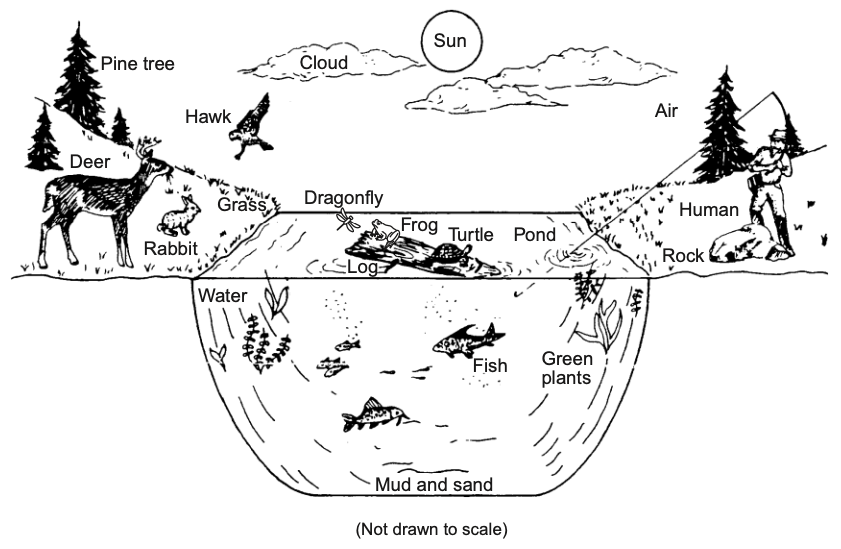 Sun
Cloud
Pine tree
Hawk
Air
Deer
Grass
Dragonfly
Frog
Turtle
Pond
Human
Rabbit
Log
Rock
Water
Fish
Green
plants
Mud and sand
(Not drawn to scale)